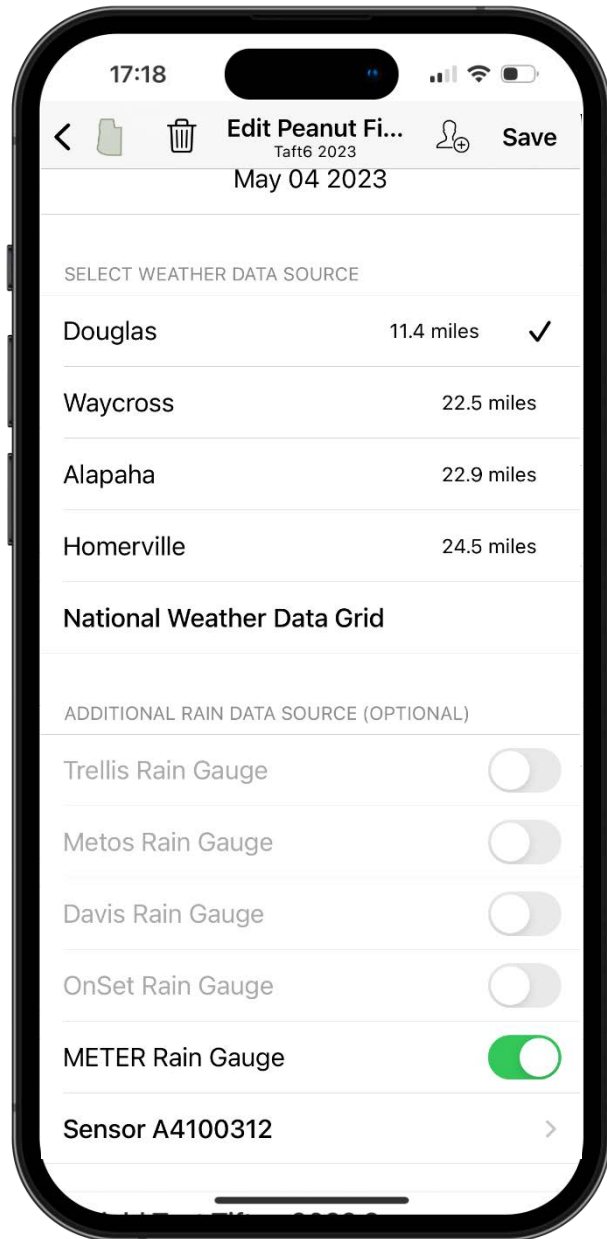 17:18
Edit Peanut Fi...
Save
Taft6 2023
May 04 2023
SELECT WEATHER DATA SOURCE
Douglas 11.4 miles
Waycross 22.5 miles
Alapaha 22.9 miles
Homerville 24.5 miles
National Weather Data Grid
ADDITIONAL RAIN DATA SOURCE (OPTIONAL)
Trellis Rain Gauge
Metos Rain Gauge
Davis Rain Gauge
OnSet Rain Gauge
METER Rain Gauge
Sensor A4100312